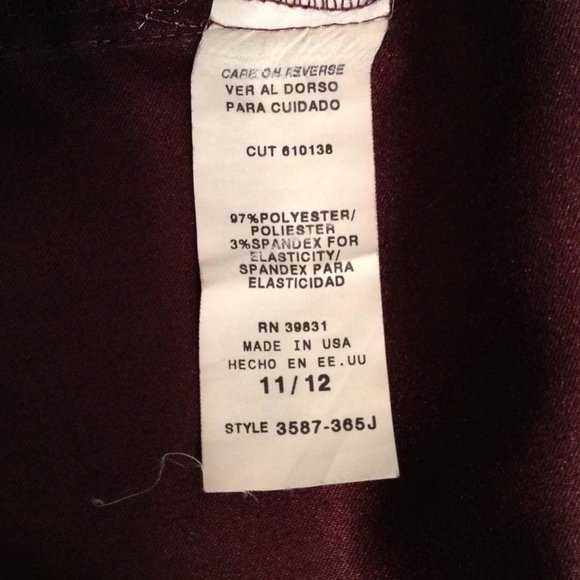 CARE ON REVERSE
VER AL DORSO
PARA CUIDADO
CUT 610138
97%POLYESTER/
POLIESTER
3%SPANDEX FOR
ELASTICITY/
SPANDEX PARA
ELASTICIDAD
RN 39831
MADE IN USA
HECHO EN EE.UU
11/12
STYLE 3587-365J